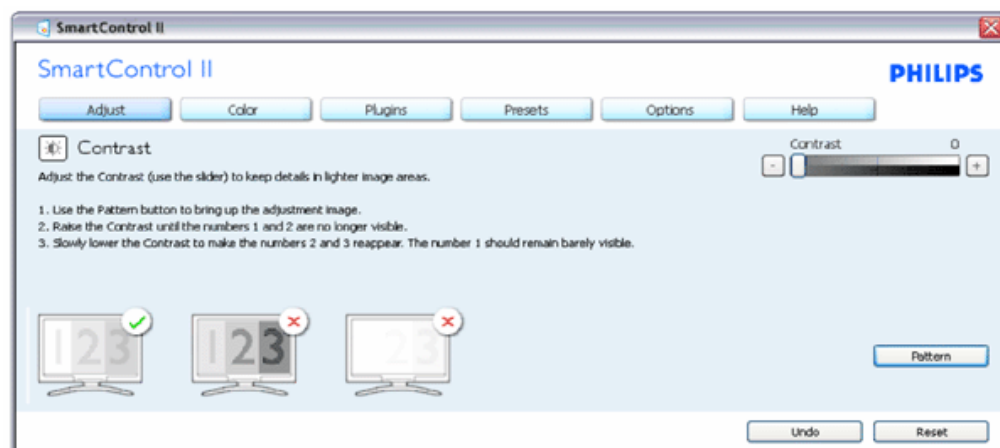 SmartControl II
SmartControl II
PHILIPS
Adjust Color Plugins Presets Options Help
Contrast
Contrast 0
- +
Adjust the Contrast (use the slider) to keep details in lighter image areas.
1. Use the Pattern button to bring up the adjustment image.
2. Raise the Contrast until the numbers 1 and 2 are no longer visible.
3. Slowly lower the Contrast to make the numbers 2 and 3 reappear. The number 1 should remain barely visible.
123 123 23
Pattern
Undo Reset